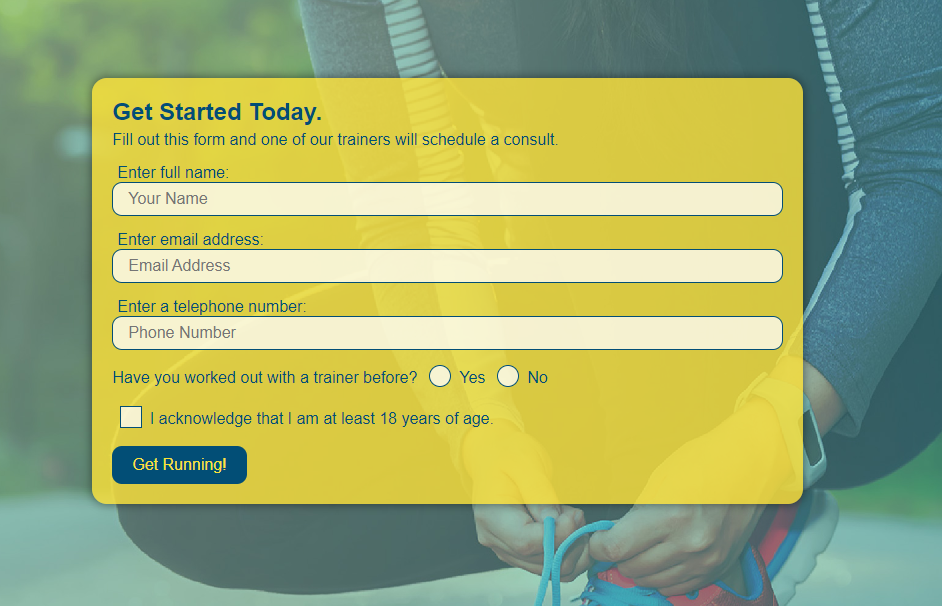 Get Started Today.
Fill out this form and one of our trainers will schedule a consult.
Enter full name:
Your Name
Enter email address:
Email Address
Enter a telephone number:
Phone Number
Have you worked out with a trainer before? Yes No
I acknowledge that I am at least 18 years of age.
Get Running!